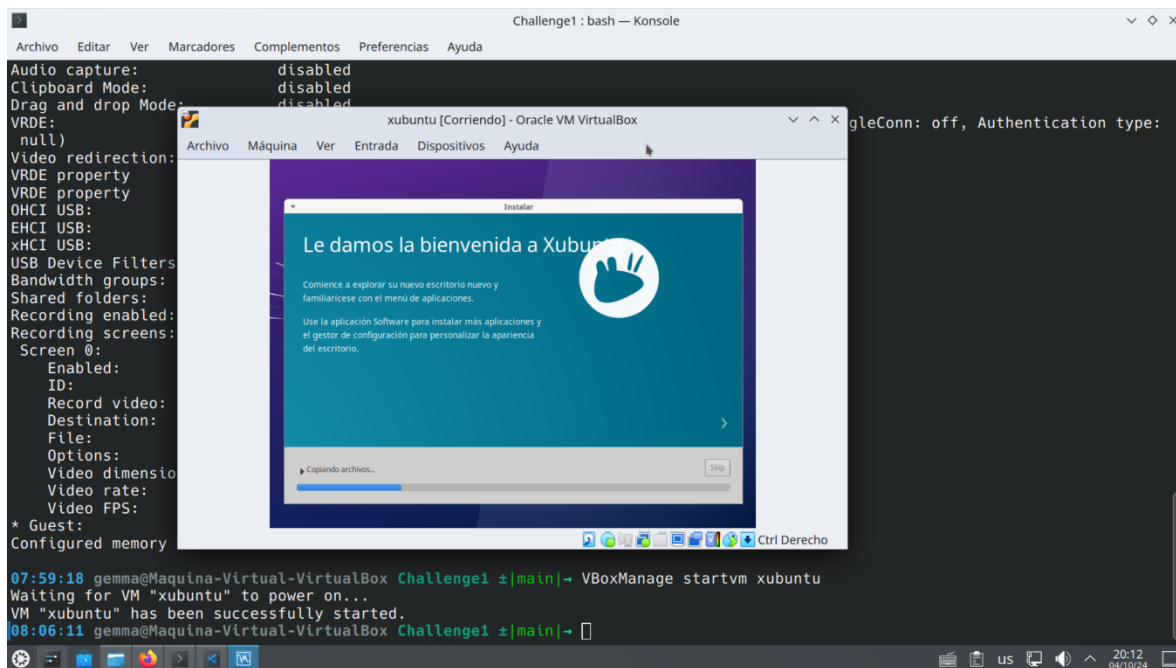 Challenge1 : bash — Konsole
Archivo Editar Ver Marcadores Complementos Preferencias Ayuda
Audio capture: disabled
Clipboard Mode: disabled
Drag and drop Mode: disabled
VRDE: gleConn: off, Authentication type:
null)
Video redirection:
VRDE property
VRDE property
OHCI USB:
EHCI USB:
xHCI USB:
USB Device Filters
Bandwidth groups:
Shared folders:
Recording enabled:
Recording screens:
Screen 0:
Enabled:
ID:
Record video:
Destination:
File:
Options:
Video dimensio
Video rate:
Video FPS:
* Guest:
Configured memory
xubuntu [Corriendo] - Oracle VM VirtualBox
Archivo Máquina Ver Entrada Dispositivos Ayuda
Instalar
Le damos la bienvenida a Xubuntu
Comience a explorar su nuevo escritorio nuevo y
familiarícese con el menú de aplicaciones.
Use la aplicación Software para instalar más aplicaciones y
el gestor de configuración para personalizar la apariencia
del escritorio.
Copiando archivos...
Skip
Ctrl Derecho
07:59:18 gemma@Maquina-Virtual-VirtualBox Challenge1 ±|main|→ VBoxManage startvm xubuntu
Waiting for VM "xubuntu" to power on...
VM "xubuntu" has been successfully started.
08:06:11 gemma@Maquina-Virtual-VirtualBox Challenge1 ±|main|→
us 20:12
04/10/24